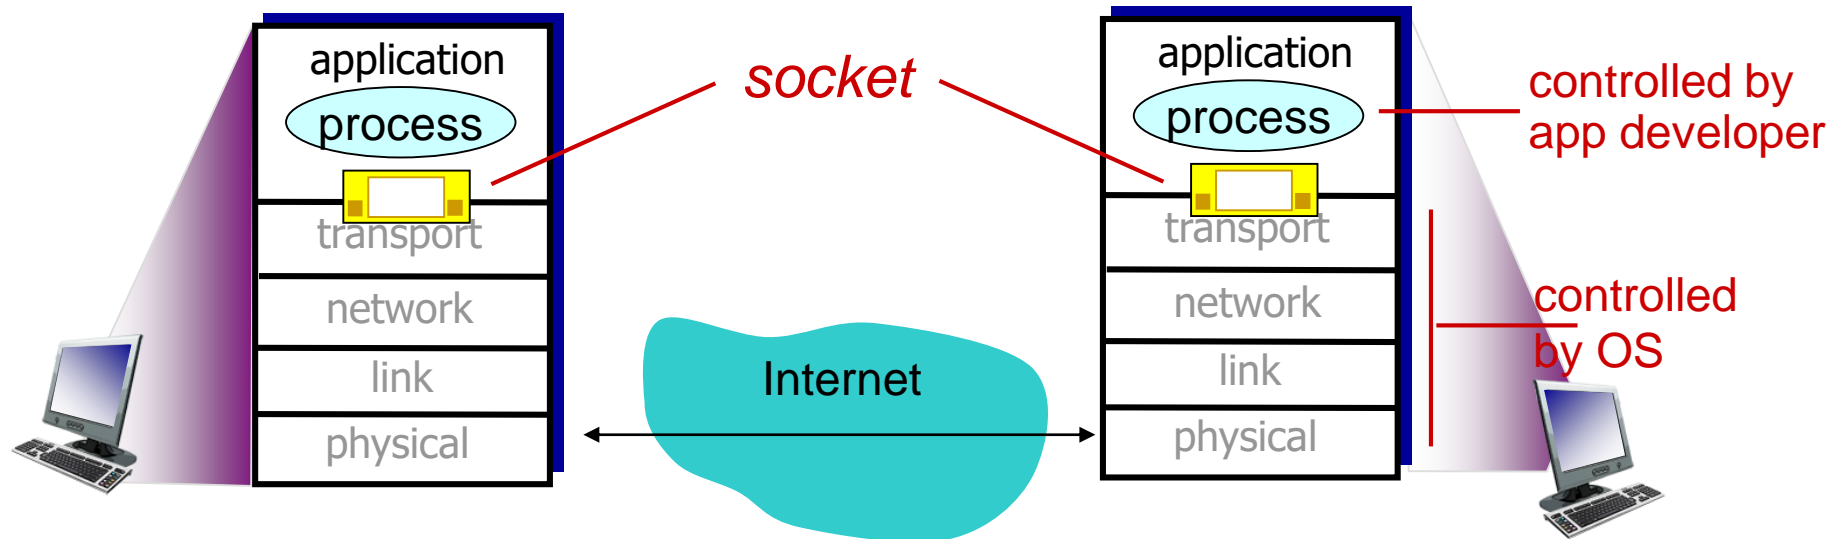 application
process
transport
network
link
physical
socket
Internet
application
process
transport
network
link
physical
controlled by
app developer
controlled
by OS